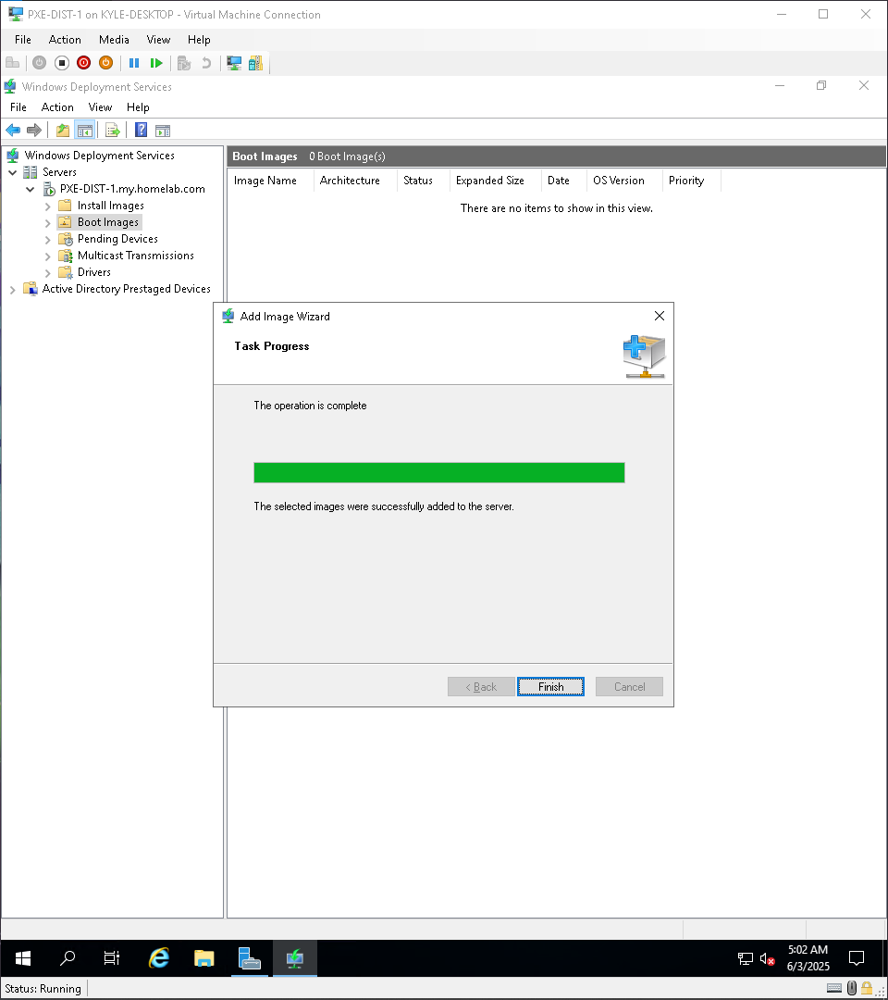 PXE-DIST-1 on KYLE-DESKTOP - Virtual Machine Connection
File Action Media View Help
Windows Deployment Services
File Action View Help
Windows Deployment Services
Servers
PXE-DIST-1.my.homelab.com
Install Images
Boot Images
Pending Devices
Multicast Transmissions
Drivers
Active Directory Prestaged Devices
Boot Images 0 Boot Image(s)
Image Name Architecture Status Expanded Size Date OS Version Priority
There are no items to show in this view.
Add Image Wizard
Task Progress
The operation is complete
The selected images were successfully added to the server.
< Back Finish Cancel
5:02 AM
6/3/2025
Status: Running